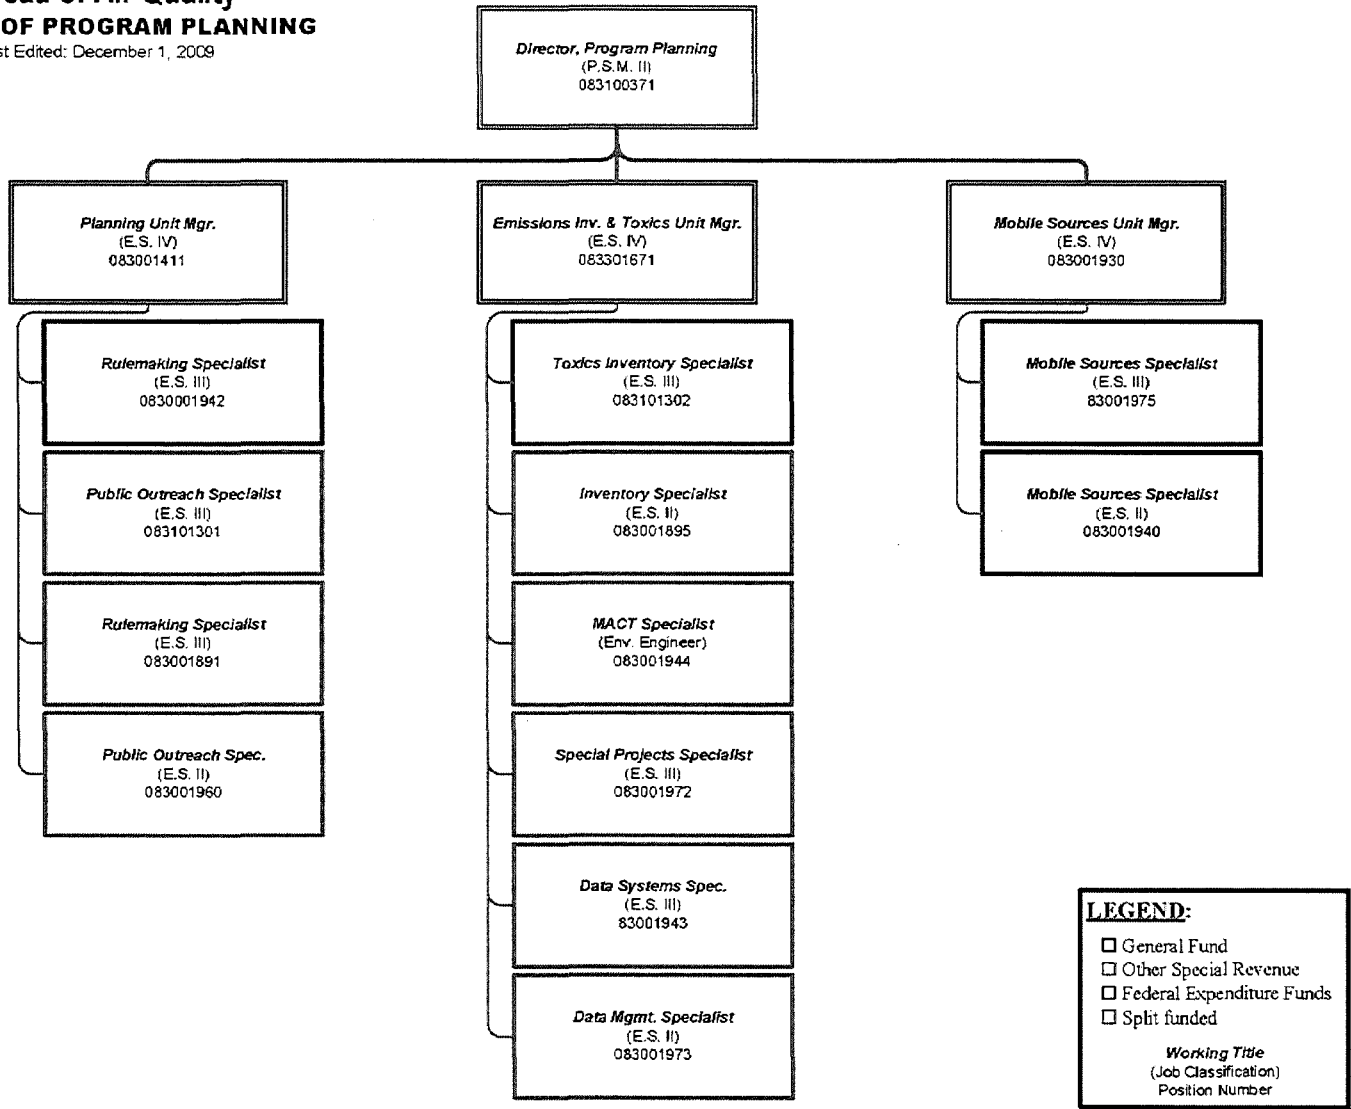 Air Quality
OF PROGRAM PLANNING
Edited: December 1, 2009
Director, Program Planning
(P.S.M. II)
083100371
Planning Unit Mgr.
(E.S. IV)
083001411
Emissions Inv. & Toxics Unit Mgr.
(E.S. IV)
083301671
Mobile Sources Unit Mgr.
(E.S. IV)
083001930
Rulemaking Specialist
(E.S. III)
0830001942
Public Outreach Specialist
(E.S. III)
083101301
Rulemaking Specialist
(E.S. III)
083001891
Public Outreach Spec.
(E.S. II)
083001960
Toxics Inventory Specialist
(E.S. III)
083101302
Inventory Specialist
(E.S. II)
083001895
MACT Specialist
(Env. Engineer)
083001944
Special Projects Specialist
(E.S. III)
083001972
Data Systems Spec.
(E.S. III)
83001943
Data Mgmt. Specialist
(E.S. II)
083001973
Mobile Sources Specialist
(E.S. III)
83001975
Mobile Sources Specialist
(E.S. II)
083001940
LEGEND:
General Fund
Other Special Revenue
Federal Expenditure Funds
Split funded
Working Title
(Job Classification)
Position Number